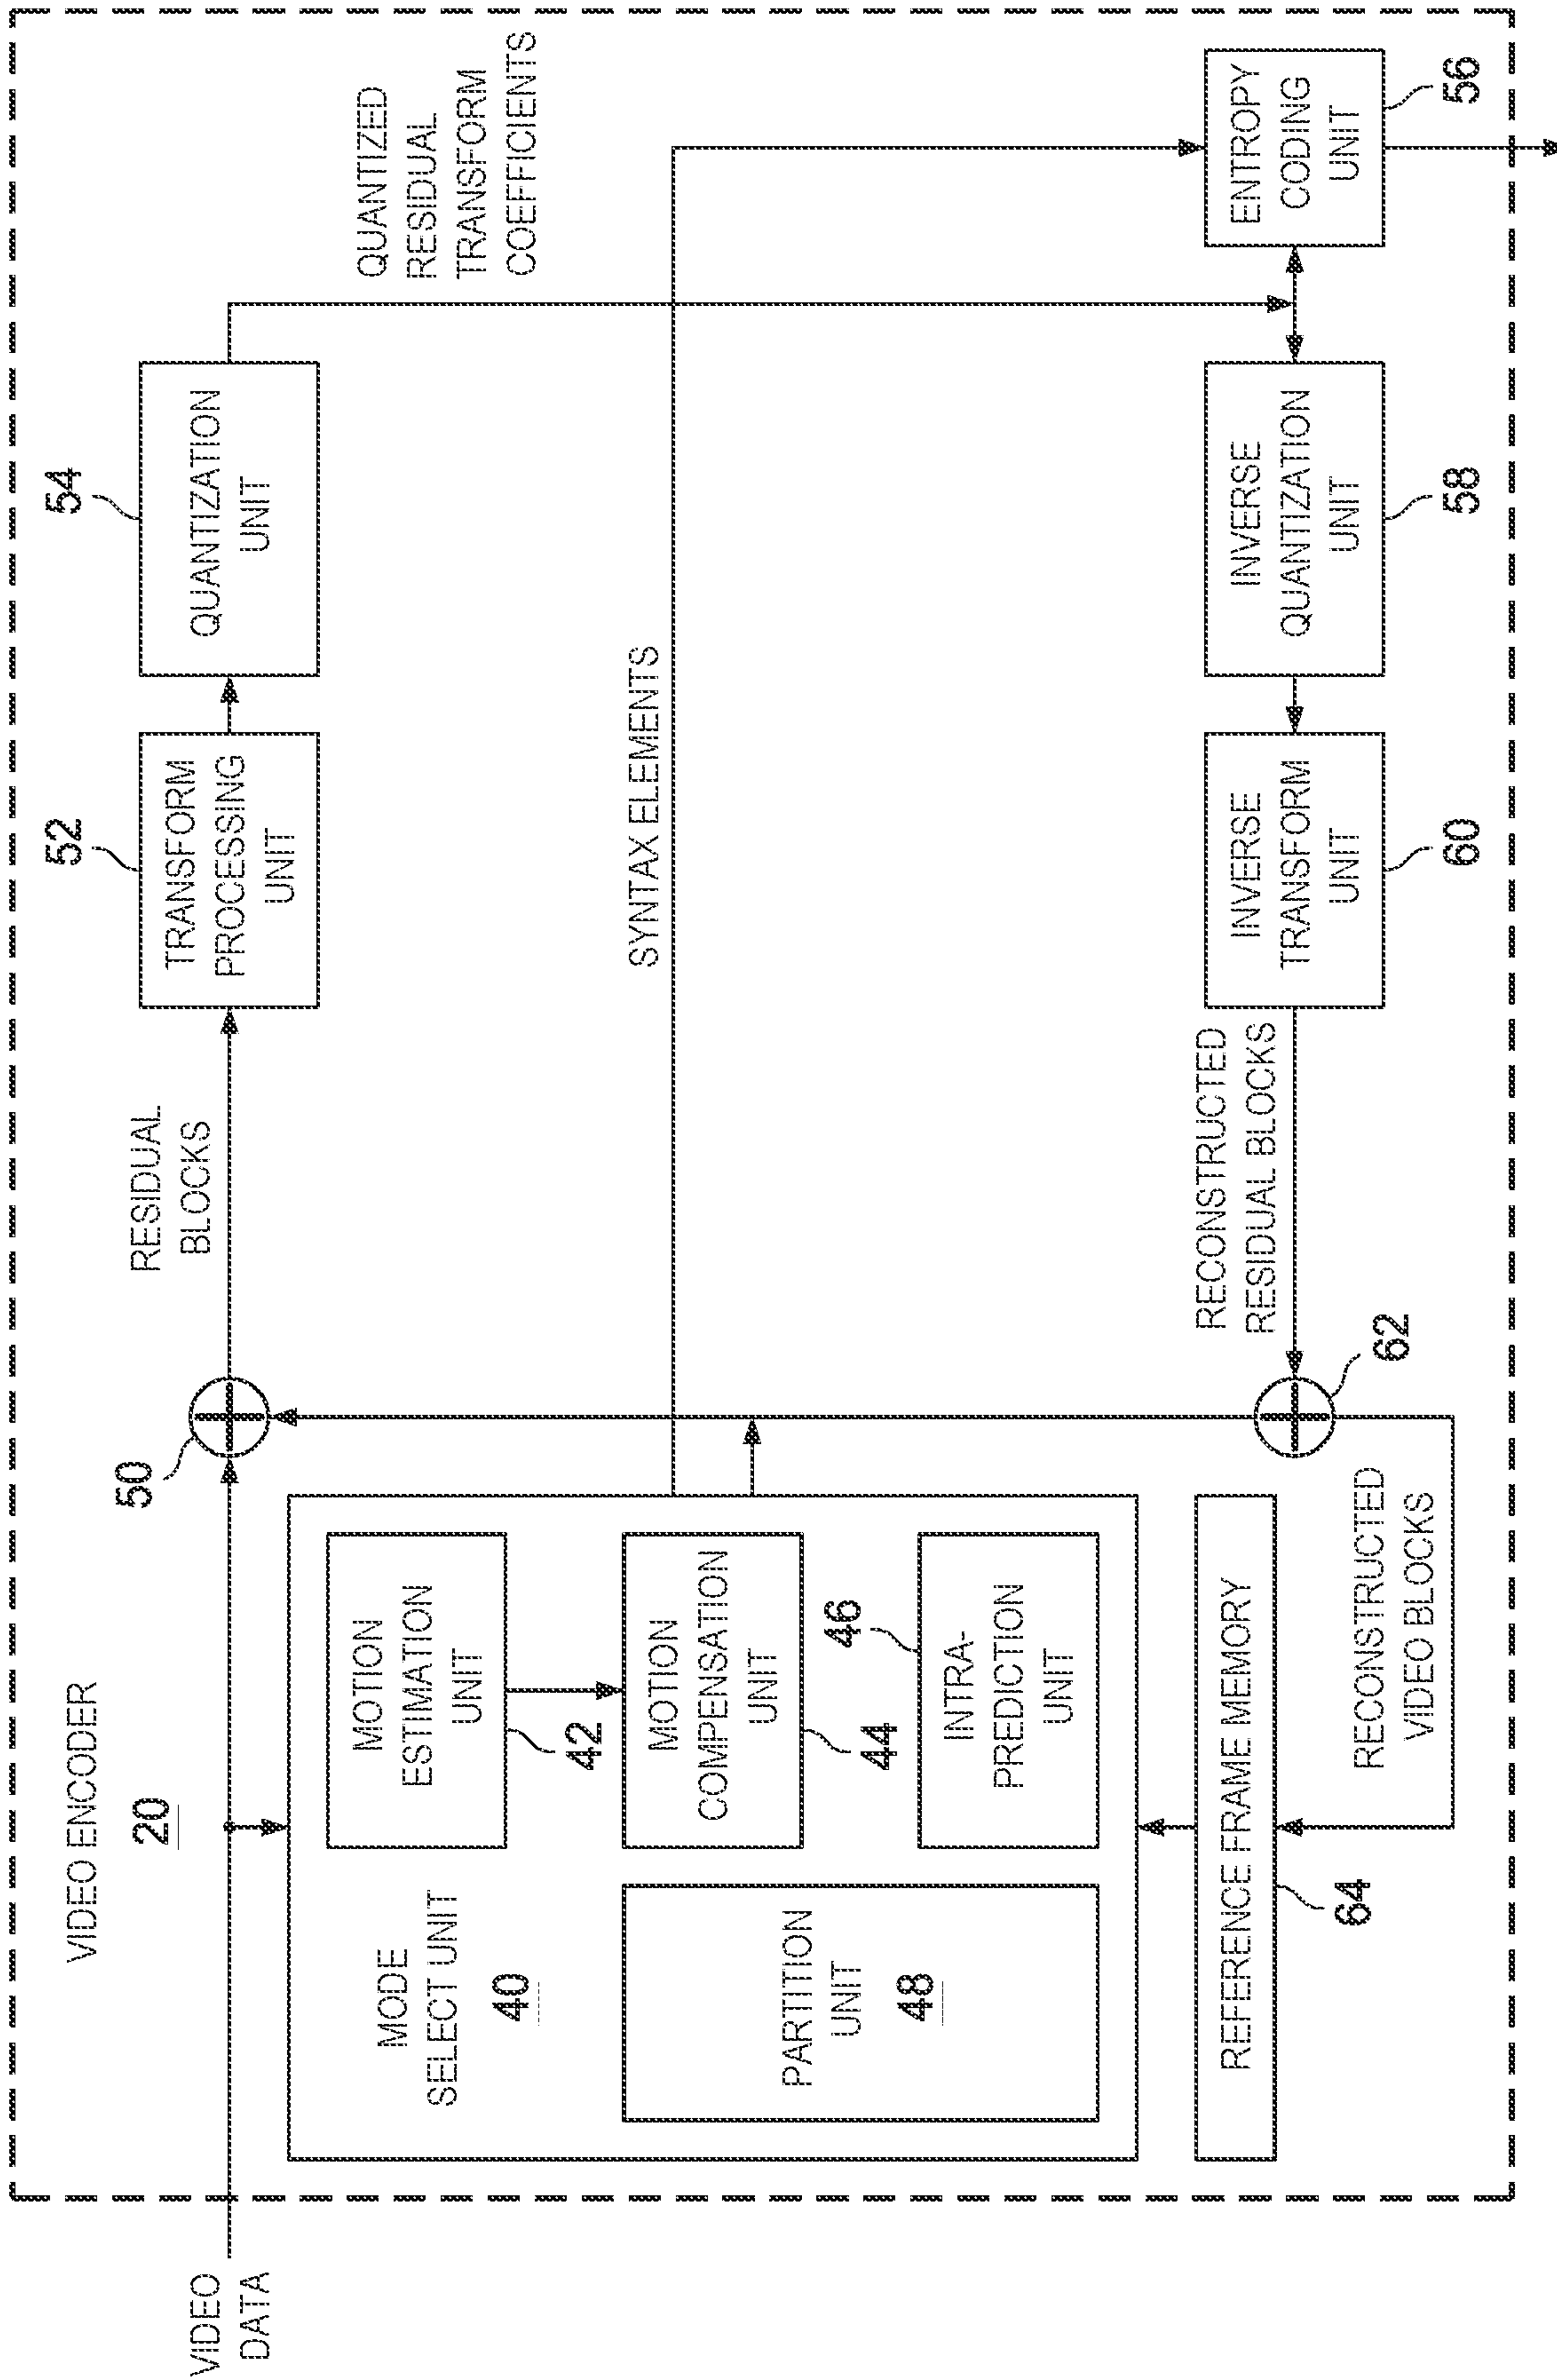 VIDEO ENCODER
20
VIDEO
DATA
50
RESIDUAL
BLOCKS
52
TRANSFORM
PROCESSING
UNIT
54
QUANTIZATION
UNIT
QUANTIZED
RESIDUAL
TRANSFORM
COEFFICIENTS
MODE
SELECT UNIT
40
MOTION
ESTIMATION
UNIT
42
MOTION
COMPENSATION
UNIT
44
46
INTRA-
PREDICTION
UNIT
PARTITION
UNIT
48
SYNTAX ELEMENTS
REFERENCE FRAME MEMORY
64
RECONSTRUCTED
VIDEO BLOCKS
62
RECONSTRUCTED
RESIDUAL BLOCKS
INVERSE
TRANSFORM
UNIT
60
INVERSE
QUANTIZATION
UNIT
58
ENTROPY
CODING
UNIT
56